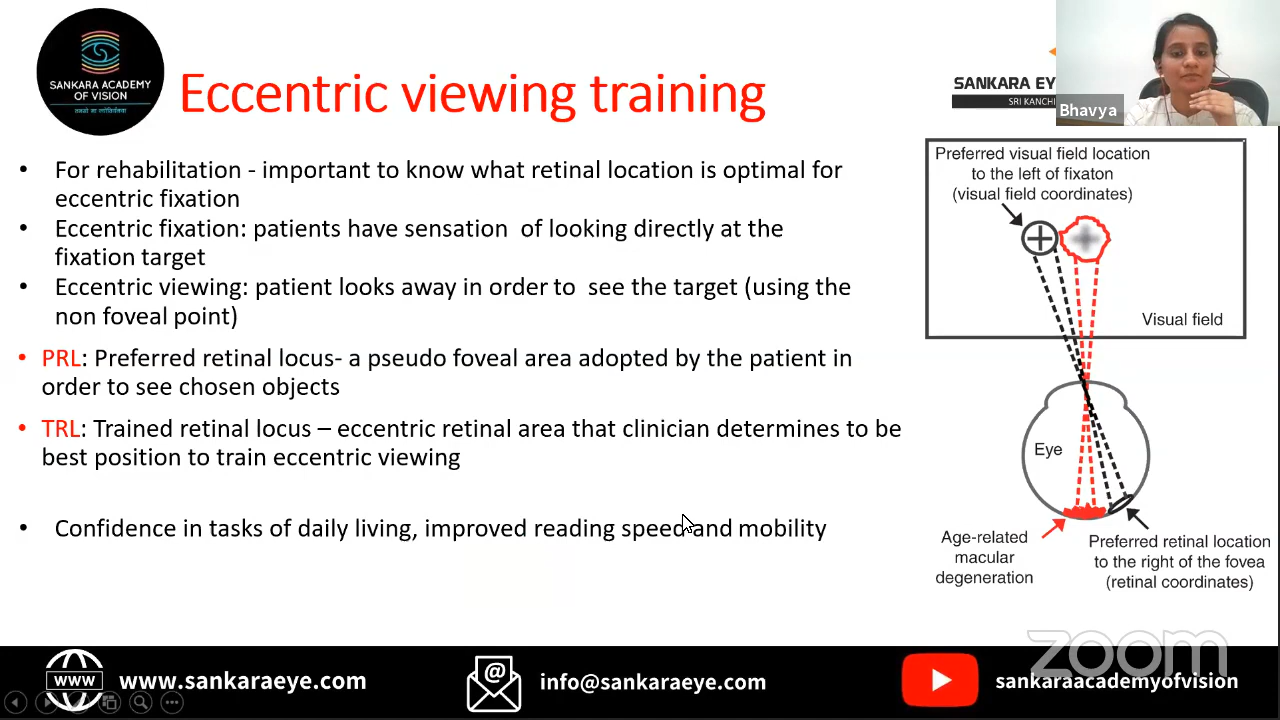 SANKARA ACADEMY
OF VISION
Eccentric viewing training
SANKARA EYE
SRI KANCHI
Bhavya
• For rehabilitation - important to know what retinal location is optimal for
eccentric fixation
• Eccentric fixation: patients have sensation of looking directly at the
fixation target
• Eccentric viewing: patient looks away in order to see the target (using the
non foveal point)
• PRL: Preferred retinal locus- a pseudo foveal area adopted by the patient in
order to see chosen objects
• TRL: Trained retinal locus – eccentric retinal area that clinician determines to be
best position to train eccentric viewing
• Confidence in tasks of daily living, improved reading speed and mobility
Preferred visual field location
to the left of fixaton
(visual field coordinates)
Visual field
Eye
Age-related
macular
degeneration
Preferred retinal location
to the right of the fovea
(retinal coordinates)
zoom
www
www.sankaraeye.com
@
info@sankaraeye.com
sankaraacademyofvision